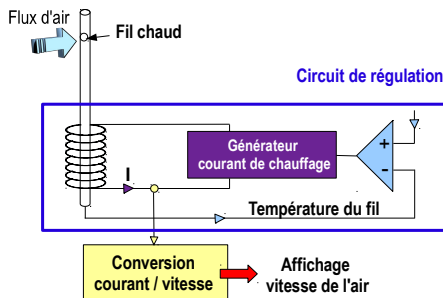 Flux d'air
Fil chaud
Circuit de régulation
Générateur
courant de chauffage
+
-
I
Température du fil
Conversion
courant / vitesse
Affichage
vitesse de l'air